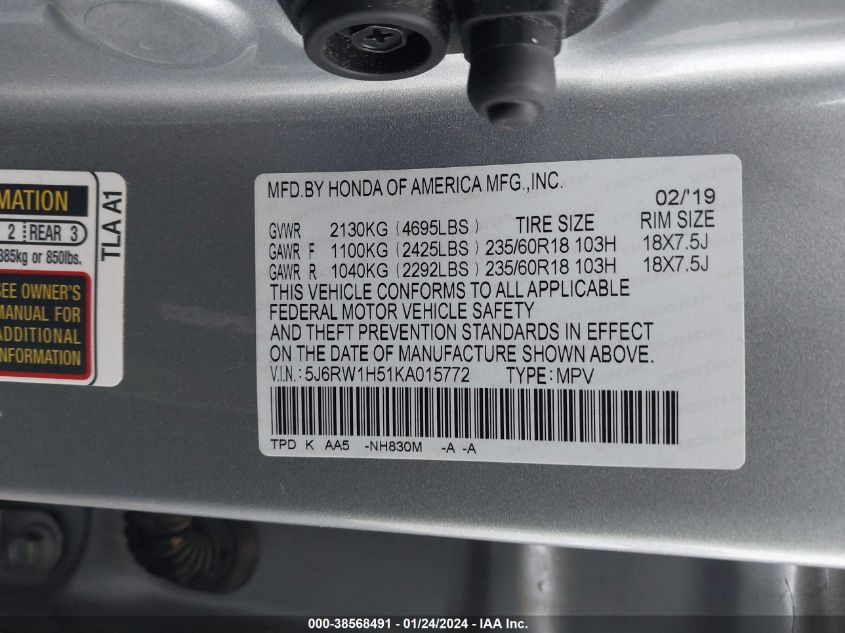 MATION
2 REAR 3
385kg or 850lbs.
SEE OWNER'S
MANUAL FOR
ADDITIONAL
INFORMATION
TLA A1
MFD.BY HONDA OF AMERICA MFG.,INC.
02/'19
GVWR 2130KG (4695LBS) TIRE SIZE RIM SIZE
GAWR F 1100KG (2425LBS) 235/60R18 103H 18X7.5J
GAWR R 1040KG (2292LBS) 235/60R18 103H 18X7.5J
THIS VEHICLE CONFORMS TO ALL APPLICABLE
FEDERAL MOTOR VEHICLE SAFETY
AND THEFT PREVENTION STANDARDS IN EFFECT
ON THE DATE OF MANUFACTURE SHOWN ABOVE.
V.I.N.: 5J6RW1H51KA015772 TYPE: MPV
TPD K AA5 -NH830M -A -A
000-38568491 - 01/24/2024 - IAA Inc.